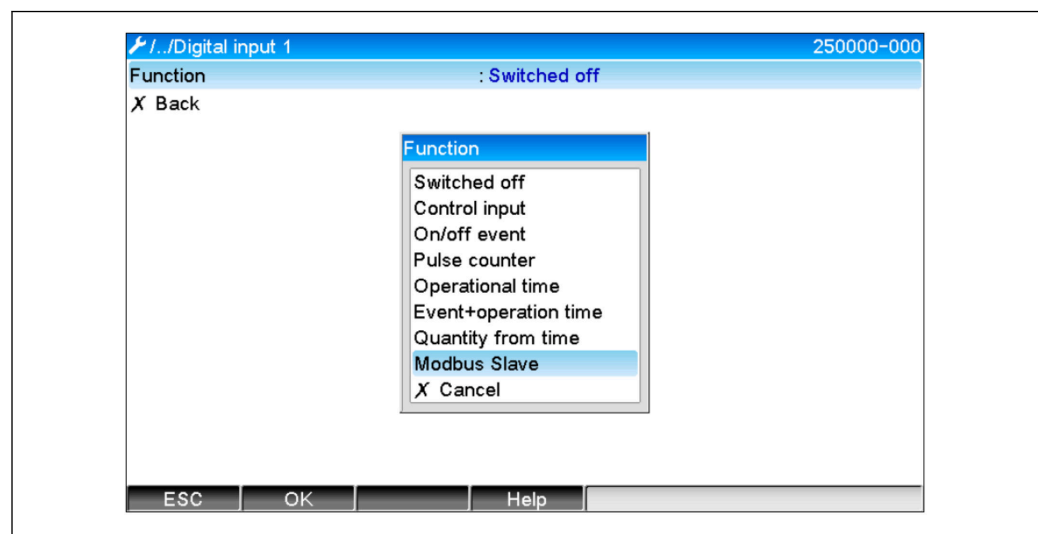 /../Digital input 1 250000-000
Function : Switched off
X Back
Function
Switched off
Control input
On/off event
Pulse counter
Operational time
Event+operation time
Quantity from time
Modbus Slave
X Cancel
ESC OK Help